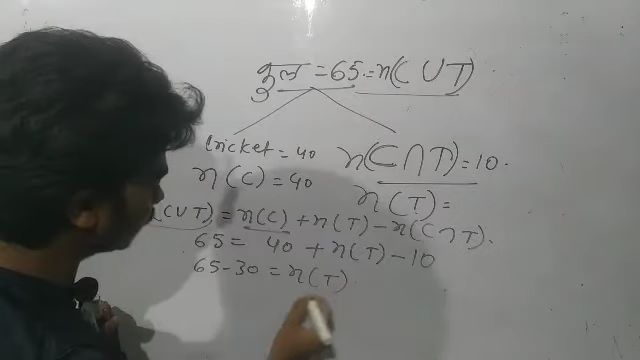 कुल = 65 = n(C ∪ T)
Cricket = 40
n(C ∩ T) = 10.
n(C) = 40
n(T) =
(C∪T) = n(C) + n(T) - n(C ∩ T).
65 = 40 + n(T) - 10
65 - 30 = n(T)